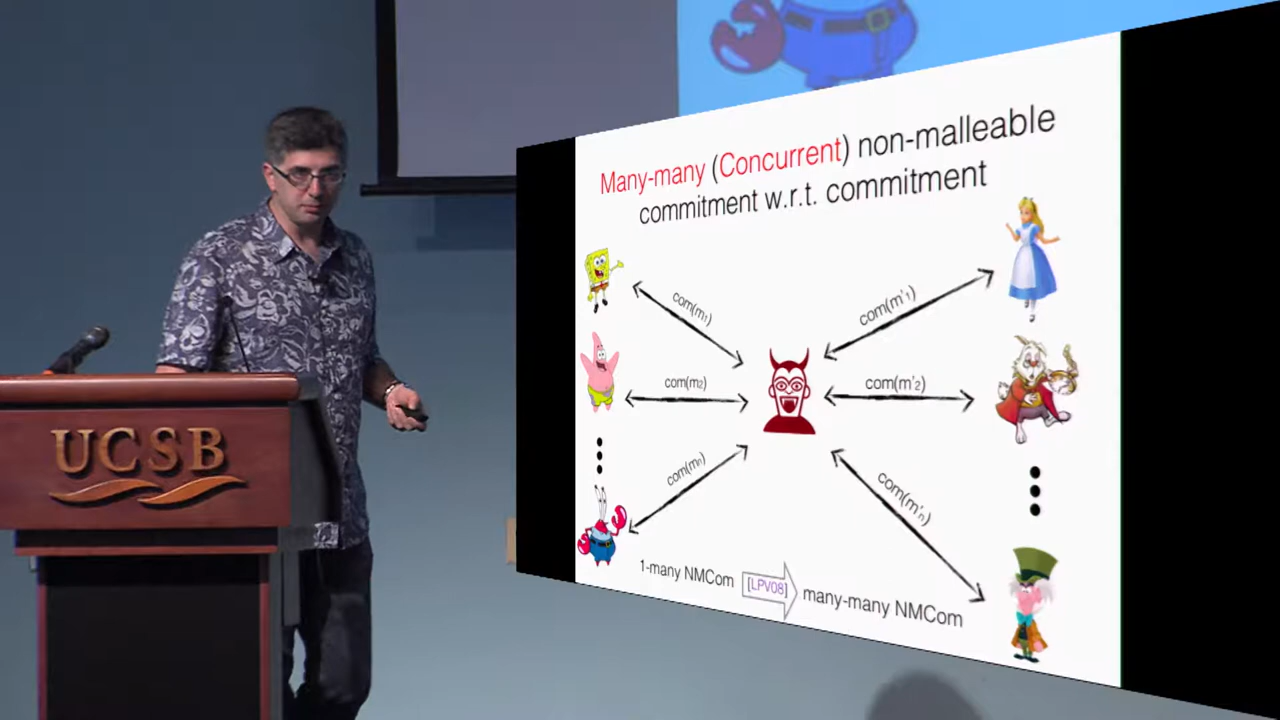 Many-many (Concurrent) non-malleable
commitment w.r.t. commitment
com(m1)
com(m'1)
com(m2)
com(m'2)
com(mn)
com(m'n)
1-many NMCom [LPV08] many-many NMCom
UCSB